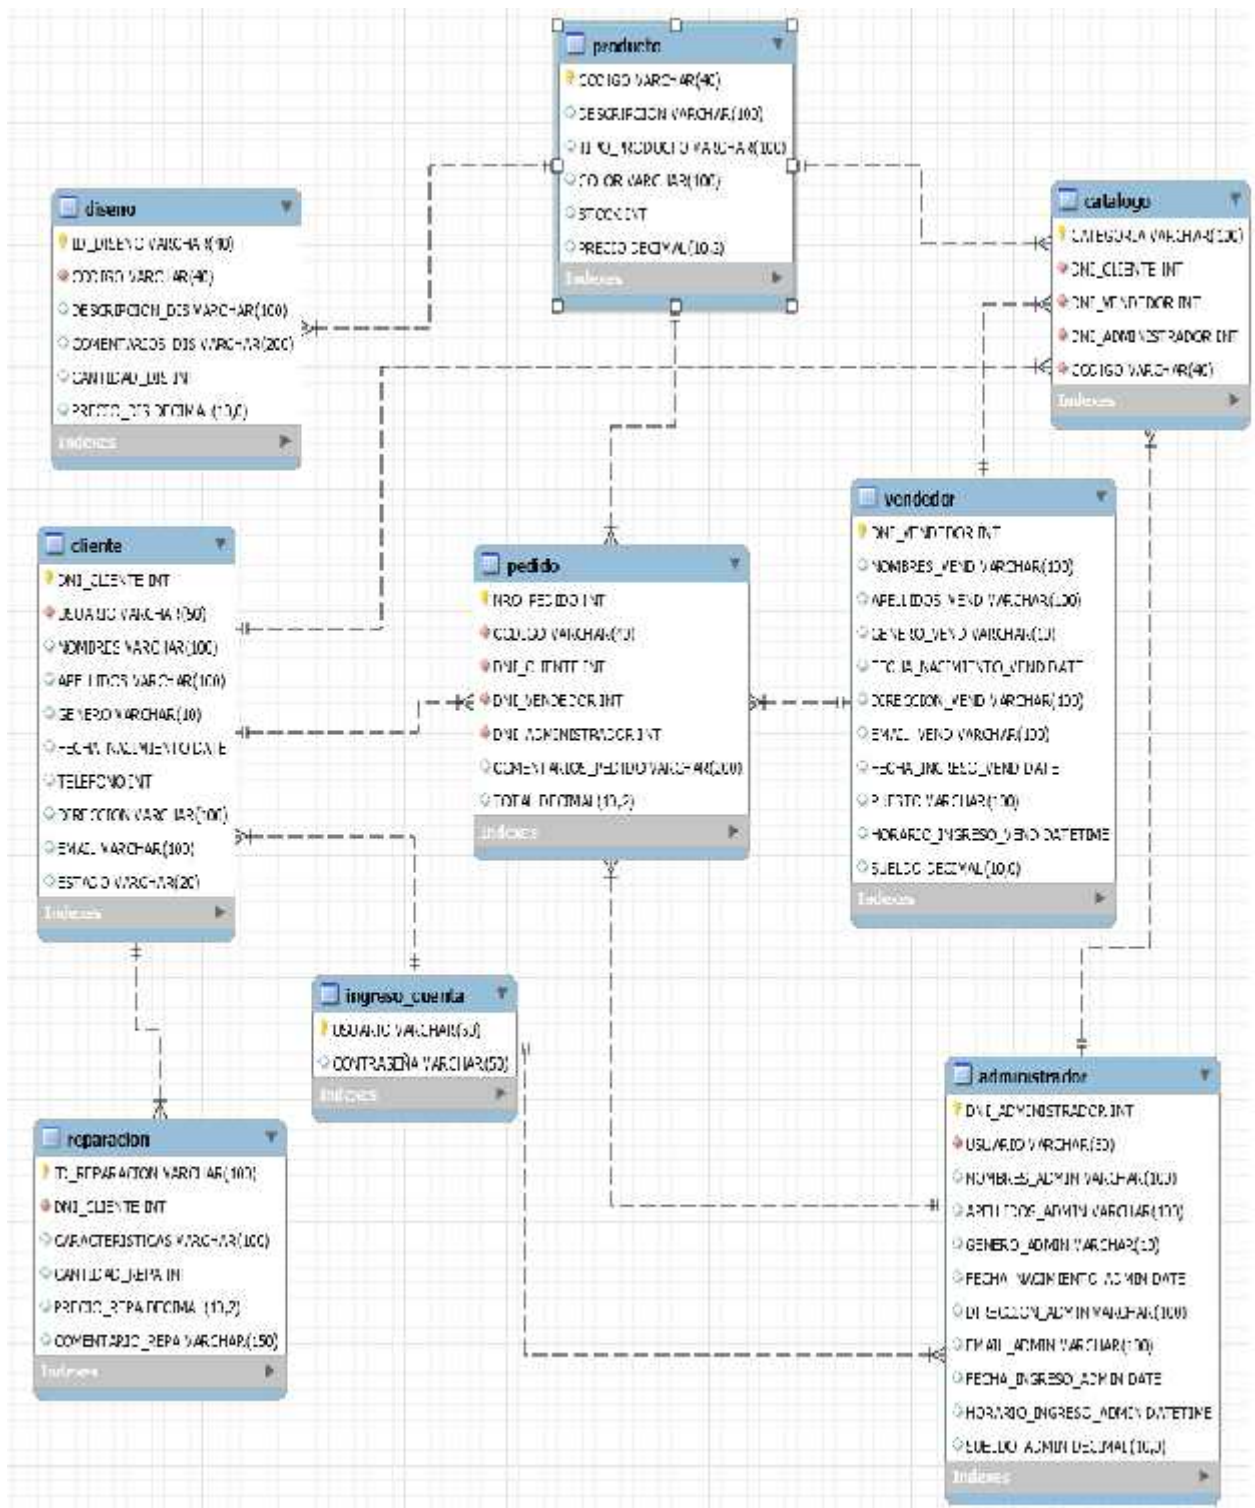 producto
CODIGO VARCHAR(40)
DESCRIPCION VARCHAR(100)
TIPO_PRODUCTO VARCHAR(100)
COLOR VARCHAR(100)
STOCK INT
PRECIO DECIMAL(10,2)
Indexes
diseno
ID_DISENO VARCHAR(40)
CODIGO VARCHAR(40)
DESCRIPCION_DIS VARCHAR(100)
COMENTARIOS_DIS VARCHAR(200)
CANTIDAD_DIS INT
PRECIO_DIS DECIMAL(10,0)
Indexes
catalogo
CATEGORIA VARCHAR(100)
DNI_CLIENTE INT
DNI_VENDEDOR INT
DNI_ADMINISTRADOR INT
CODIGO VARCHAR(40)
Indexes
cliente
DNI_CLIENTE INT
USUARIO VARCHAR(50)
NOMBRES VARCHAR(100)
APELLIDOS VARCHAR(100)
GENERO VARCHAR(10)
FECHA_NACIMIENTO DATE
TELEFONO INT
DIRECCION VARCHAR(100)
EMAIL VARCHAR(100)
ESTADO VARCHAR(20)
Indexes
pedido
NRO_PEDIDO INT
CODIGO VARCHAR(40)
DNI_CLIENTE INT
DNI_VENDEDOR INT
DNI_ADMINISTRADOR INT
COMENTARIOS_PEDIDO VARCHAR(200)
TOTAL DECIMAL(10,2)
Indexes
vendedor
DNI_VENDEDOR INT
NOMBRES_VEND VARCHAR(100)
APELLIDOS_VEND VARCHAR(100)
GENERO_VEND VARCHAR(10)
FECHA_NACIMIENTO_VEND DATE
DIRECCION_VEND VARCHAR(100)
EMAIL_VEND VARCHAR(100)
FECHA_INGRESO_VEND DATE
PUESTO VARCHAR(100)
HORARIO_INGRESO_VEND DATETIME
SUELDO DECIMAL(10,0)
Indexes
ingreso_cuenta
USUARIO VARCHAR(50)
CONTRASEÑA VARCHAR(50)
Indexes
reparacion
ID_REPARACION VARCHAR(100)
DNI_CLIENTE INT
CARACTERISTICAS VARCHAR(100)
CANTIDAD_REPA INT
PRECIO_REPA DECIMAL(10,2)
COMENTARIO_REPA VARCHAR(150)
Indexes
administrador
DNI_ADMINISTRADOR INT
USUARIO VARCHAR(50)
NOMBRES_ADMIN VARCHAR(100)
APELLIDOS_ADMIN VARCHAR(100)
GENERO_ADMIN VARCHAR(10)
FECHA_NACIMIENTO_ADMIN DATE
DIRECCION_ADMIN VARCHAR(100)
EMAIL_ADMIN VARCHAR(100)
FECHA_INGRESO_ADMIN DATE
HORARIO_INGRESO_ADMIN DATETIME
SUELDO_ADMIN DECIMAL(10,0)
Indexes